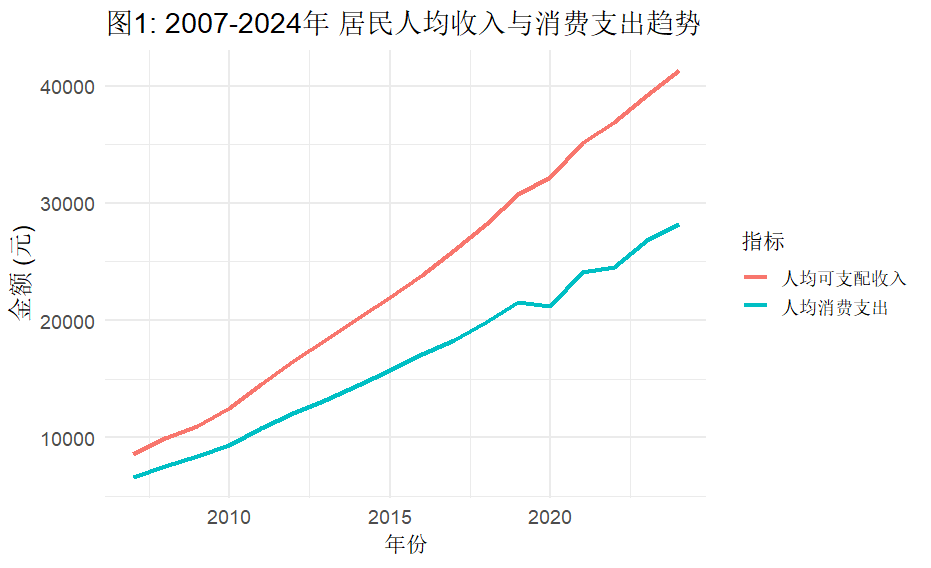 图1: 2007-2024年 居民人均收入与消费支出趋势
金额 (元)
40000
30000
20000
10000
2010
2015
2020
年份
指标
人均可支配收入
人均消费支出